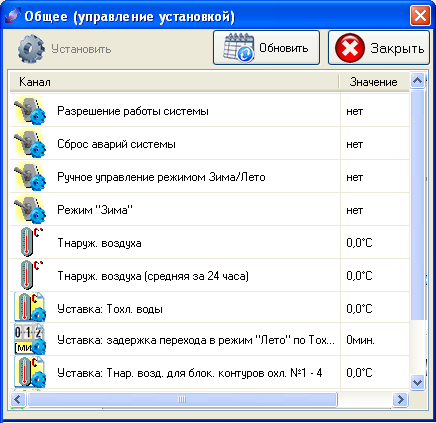 Общее (управление установкой)
Установить Обновить Закрыть
Канал Значение
Разрешение работы системы нет
Сброс аварий системы нет
Ручное управление режимом Зима/Лето нет
Режим "Зима" нет
Тнаруж. воздуха 0,0°C
Тнаруж. воздуха (средняя за 24 часа) 0,0°C
Уставка: Тохл. воды 0,0°C
Уставка: задержка перехода в режим "Лето" по Тох... 0мин.
Уставка: Тнар. возд. для блок. контуров охл. №1 - 4 0,0°C